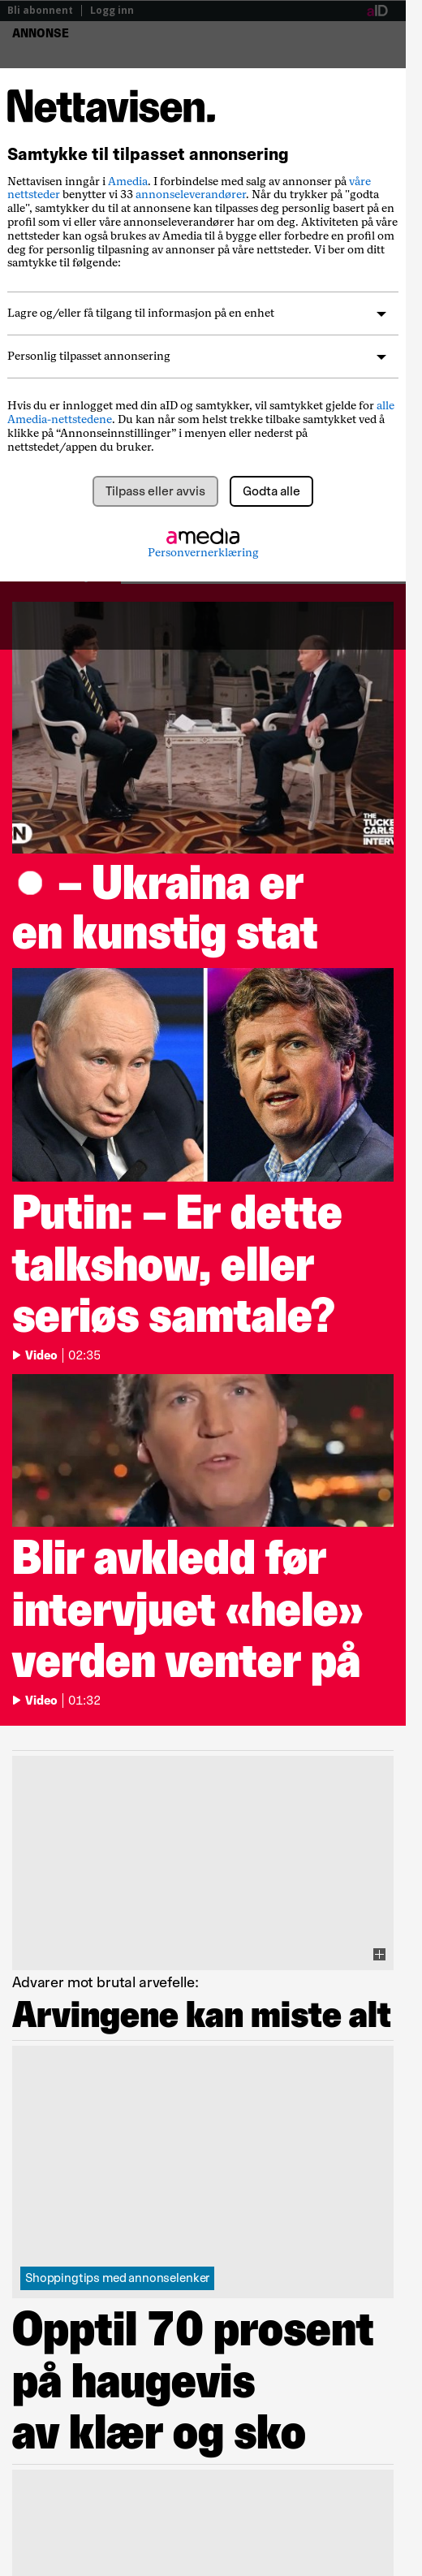 Bli abonnent | Logg inn
aID
ANNONSE
Nettavisen.
Samtykke til tilpasset annonsering
Nettavisen inngår i Amedia. I forbindelse med salg av annonser på våre
nettsteder benytter vi 33 annonseleverandører. Når du trykker på "godta
alle", samtykker du til at annonsene kan tilpasses deg personlig basert på en
profil som vi eller våre annonseleverandører har om deg. Aktiviteten på våre
nettsteder kan også brukes av Amedia til å bygge eller forbedre en profil om
deg for personlig tilpasning av annonser på våre nettsteder. Vi ber om ditt
samtykke til følgende:
Lagre og/eller få tilgang til informasjon på en enhet
Personlig tilpasset annonsering
Hvis du er innlogget med din aID og samtykker, vil samtykket gjelde for alle
Amedia-nettstedene. Du kan når som helst trekke tilbake samtykket ved å
klikke på “Annonseinnstillinger” i menyen eller nederst på
nettstedet/appen du bruker.
Tilpass eller avvis
Godta alle
amedia
Personvernerklæring
THE
TUCKE
CARLS
INTERV
– Ukraina er
en kunstig stat
Putin: – Er dette
talkshow, eller
seriøs samtale?
Video | 02:35
Blir avkledd før
intervjuet «hele»
verden venter på
Video | 01:32
Advarer mot brutal arvefelle:
Arvingene kan miste alt
Shoppingtips med annonselenker
Opptil 70 prosent
på haugevis
av klær og sko